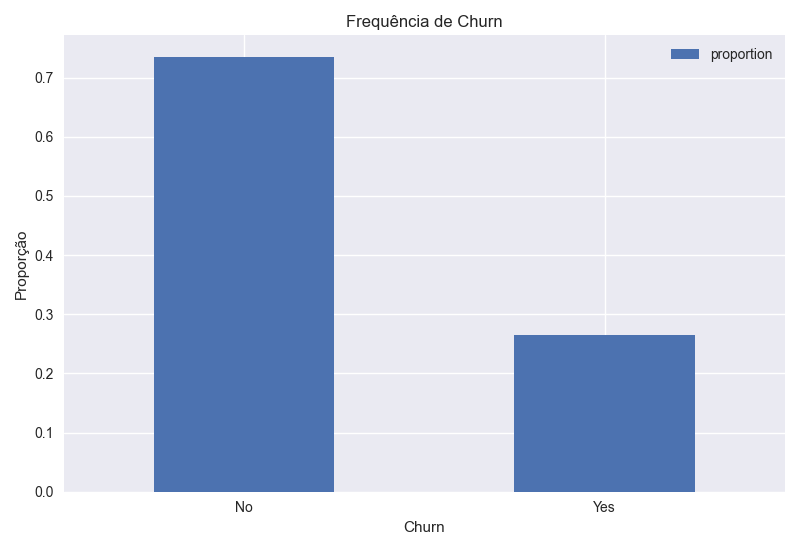 Frequência de Churn
proportion
Proporção
0.7
0.6
0.5
0.4
0.3
0.2
0.1
0.0
No
Yes
Churn